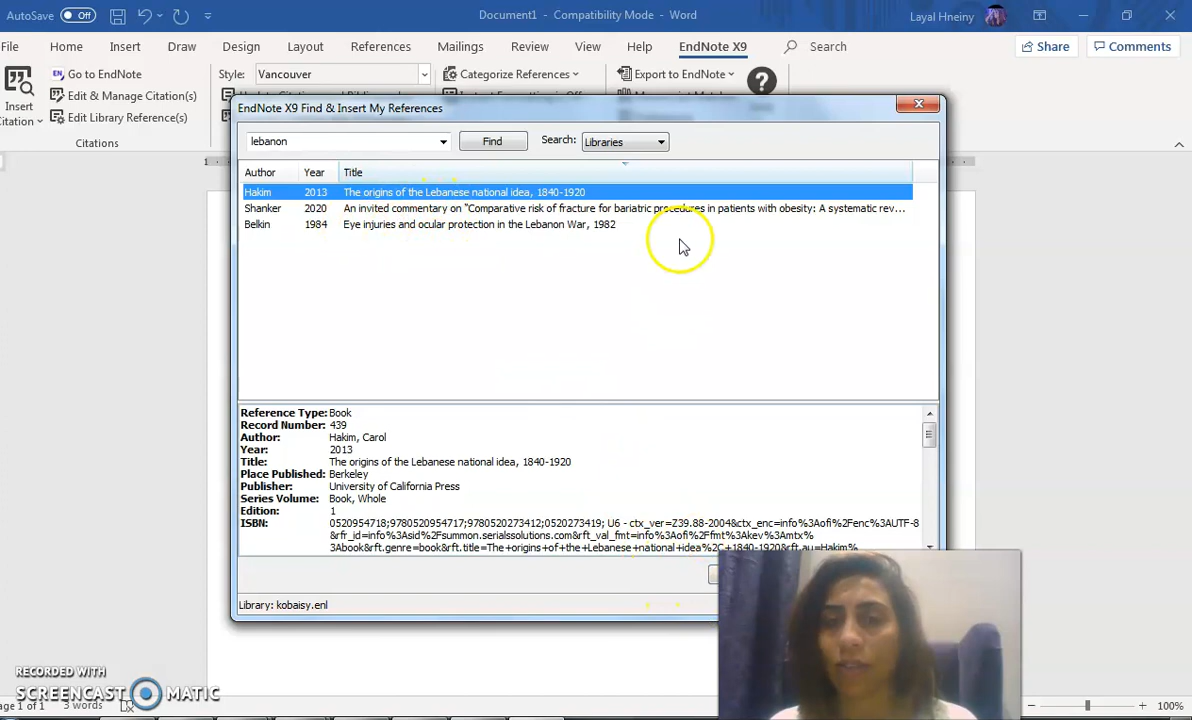 AutoSave Off Document1 - Compatibility Mode - Word Layal Hneiny
File Home Insert Draw Design Layout References Mailings Review View Help EndNote X9 Search Share Comments
Go to EndNote Style: Vancouver Categorize References Export to EndNote
Insert Edit & Manage Citation(s)
Citation Edit Library Reference(s)
Citations
EndNote X9 Find & Insert My References
lebanon Find Search: Libraries
Author Year Title
Hakim 2013 The origins of the Lebanese national idea, 1840-1920
Shanker 2020 An invited commentary on "Comparative risk of fracture for bariatric procedures in patients with obesity: A systematic rev...
Belkin 1984 Eye injuries and ocular protection in the Lebanon War, 1982
Reference Type: Book
Record Number: 439
Author: Hakim, Carol
Year: 2013
Title: The origins of the Lebanese national idea, 1840-1920
Place Published: Berkeley
Publisher: University of California Press
Series Volume: Book, Whole
Edition: 1
ISBN: 0520954718;9780520954717;9780520273412;0520273419; U6 - ctx_ver=Z39.88-2004&ctx_enc=info%3Aofi%2Fenc%3AUTF-8
&rfr_id=info%3Asid%2Fsummon.serialssolutions.com&rft_val_fmt=info%3Aofi%2Ffmt%3Akev%3Amtx%
3Abook&rft.genre=book&rft.title=The+origins+of+the+Lebanese+national+idea%2C+1840-1920&rft.au=Hakim%
Library: kobaisy.enl
RECORDED WITH
SCREENCAST MATIC
age 1 of 1 3 words 100%